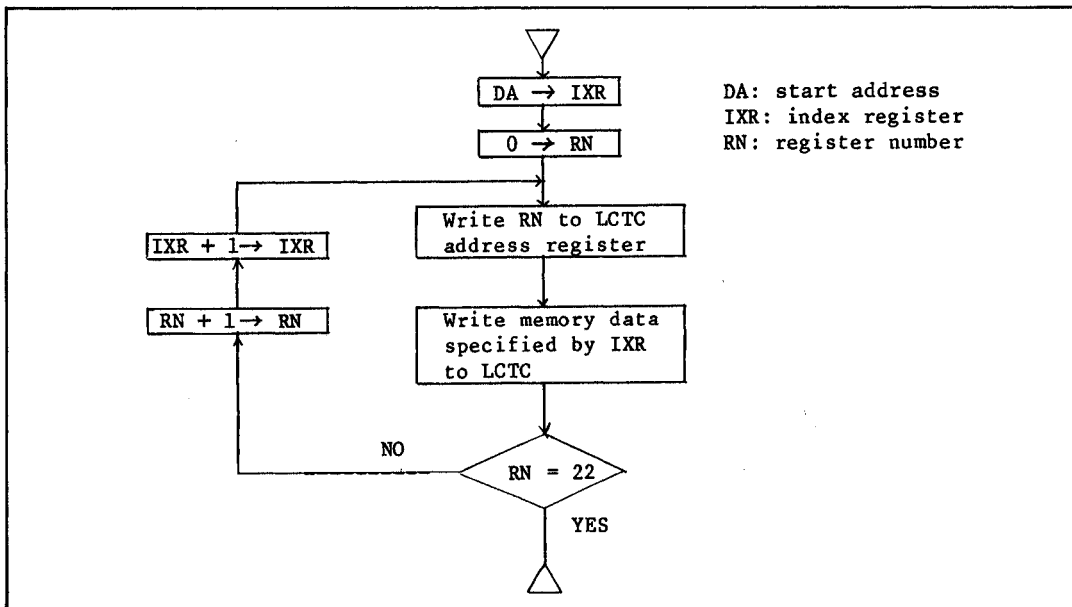 DA → IXR
0 → RN
Write RN to LCTC
address register
Write memory data
specified by IXR
to LCTC
RN = 22
YES
NO
RN + 1→ RN
IXR + 1→ IXR
DA: start address
IXR: index register
RN: register number